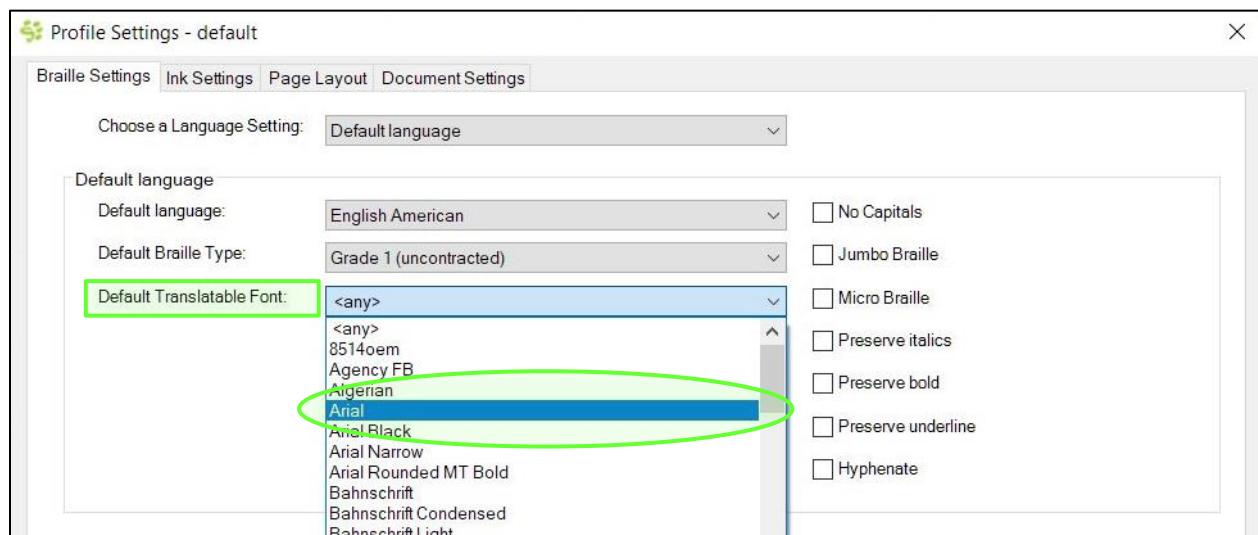 Profile Settings - default
Braille Settings Ink Settings Page Layout Document Settings
Choose a Language Setting: Default language
Default language
Default language: English American No Capitals
Default Braille Type: Grade 1 (uncontracted) Jumbo Braille
Default Translatable Font: <any> Micro Braille
<any>
8514oem Preserve italics
Agency FB
Algerian Preserve bold
Arial
Arial Black Preserve underline
Arial Narrow
Arial Rounded MT Bold Hyphenate
Bahnschrift
Bahnschrift Condensed
Bahnschrift Light